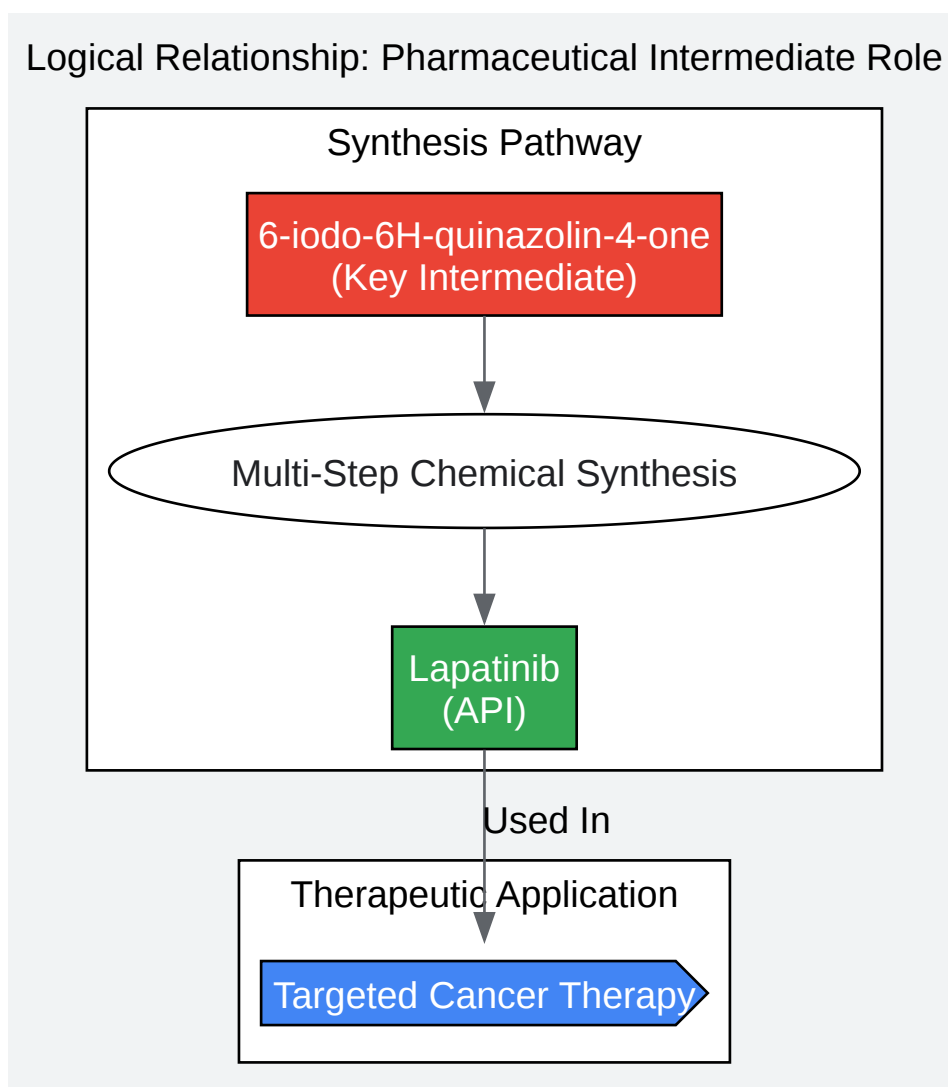 Logical Relationship: Pharmaceutical Intermediate Role
Synthesis Pathway
6-iodo-6H-quinazolin-4-one
(Key Intermediate)
Multi-Step Chemical Synthesis
Lapatinib
(API)
Used In
Therapeutic Application
Targeted Cancer Therapy